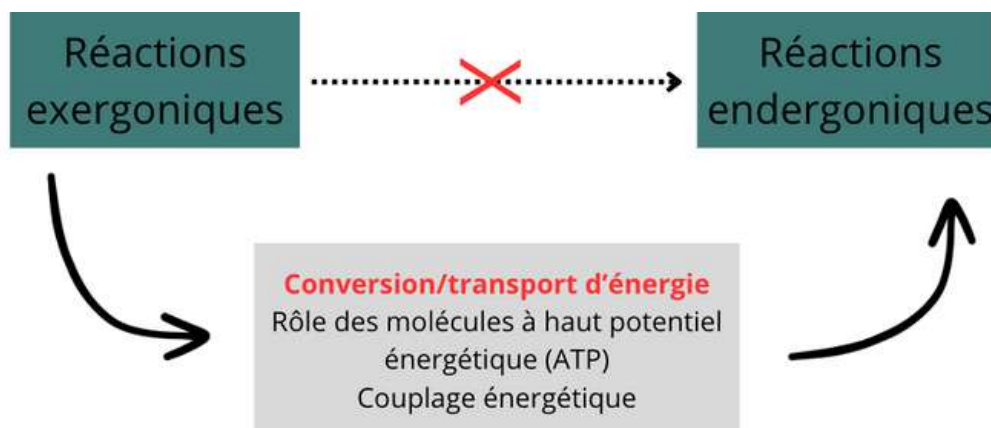 Réactions
exergoniques
Réactions
endergoniques
Conversion/transport d'énergie
Rôle des molécules à haut potentiel
énergétique (ATP)
Couplage énergétique